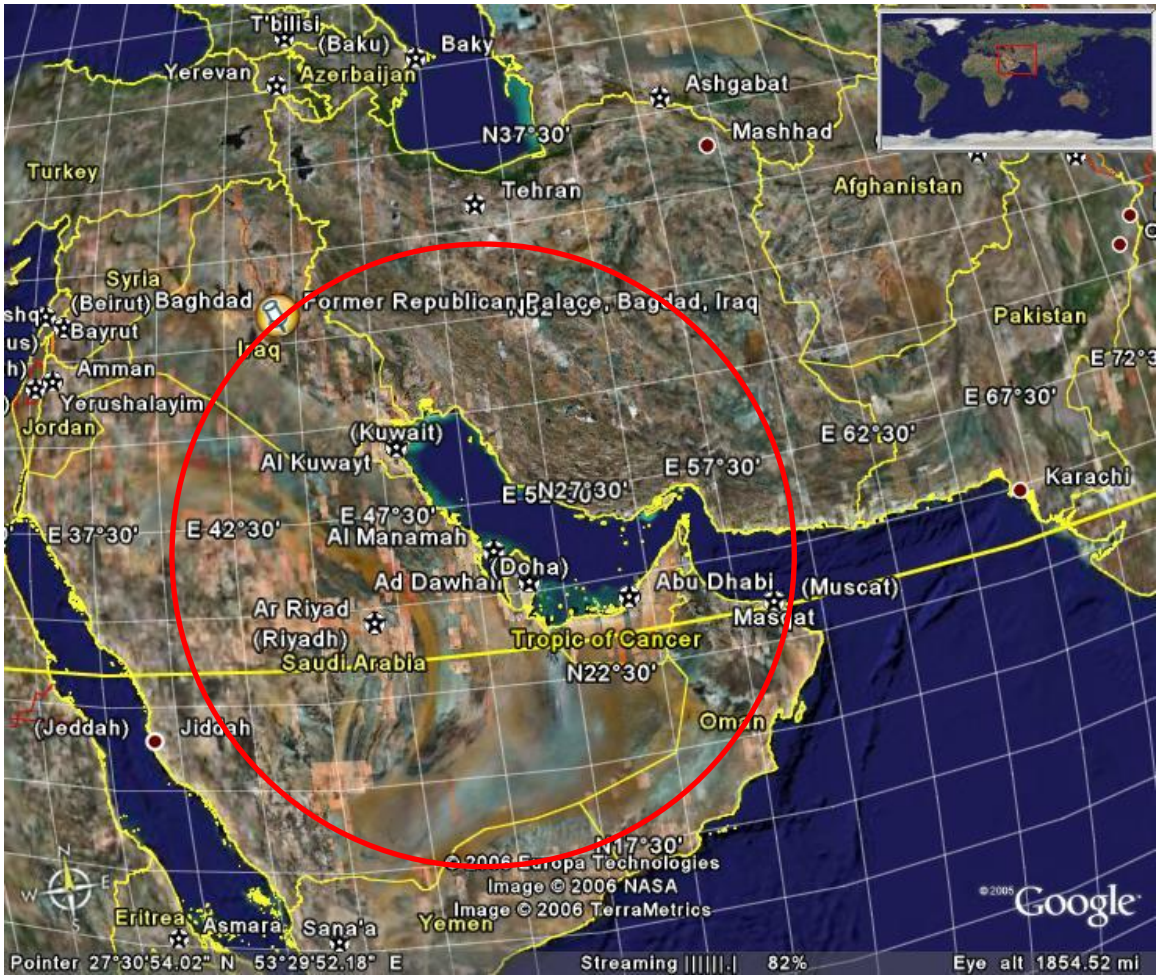 T'bilisi
(Baku)
Baky
Yerevan
Azerbaijan
Ashgabat
N37°30'
Mashhad
Turkey
Tehran
Afghanistan
Syria
(Beirut)
Baghdad
Former Republican Palace, Bagdad, Iraq
shq
Pakistan
us)
Bayrut
Iraq
h)
Amman
E 72°3
Yerushalayim
E 67°30'
Jordan
(Kuwait)
E 62°30'
Al Kuwayt
E 57°30'
Karachi
N27°30'
E 37°30'
E 42°30'
E 47°30'
Al Manamah
(Doha)
Ad Dawhah
Abu Dhabi
(Muscat)
Ar Riyad
Masqat
(Riyadh)
Tropic of Cancer
Saudi Arabia
N22°30'
(Jeddah)
Jiddah
Oman
N17°30'
© 2006 Europa Technologies
Image © 2006 NASA
Image © 2006 TerraMetrics
N
W
E
S
© 2005 Google
Eritrea
Asmara
Sana'a
Yemen
Pointer 27°30'54.02" N 53°29'52.18" E
Streaming ||||||.| 82%
Eye alt 1854.52 mi